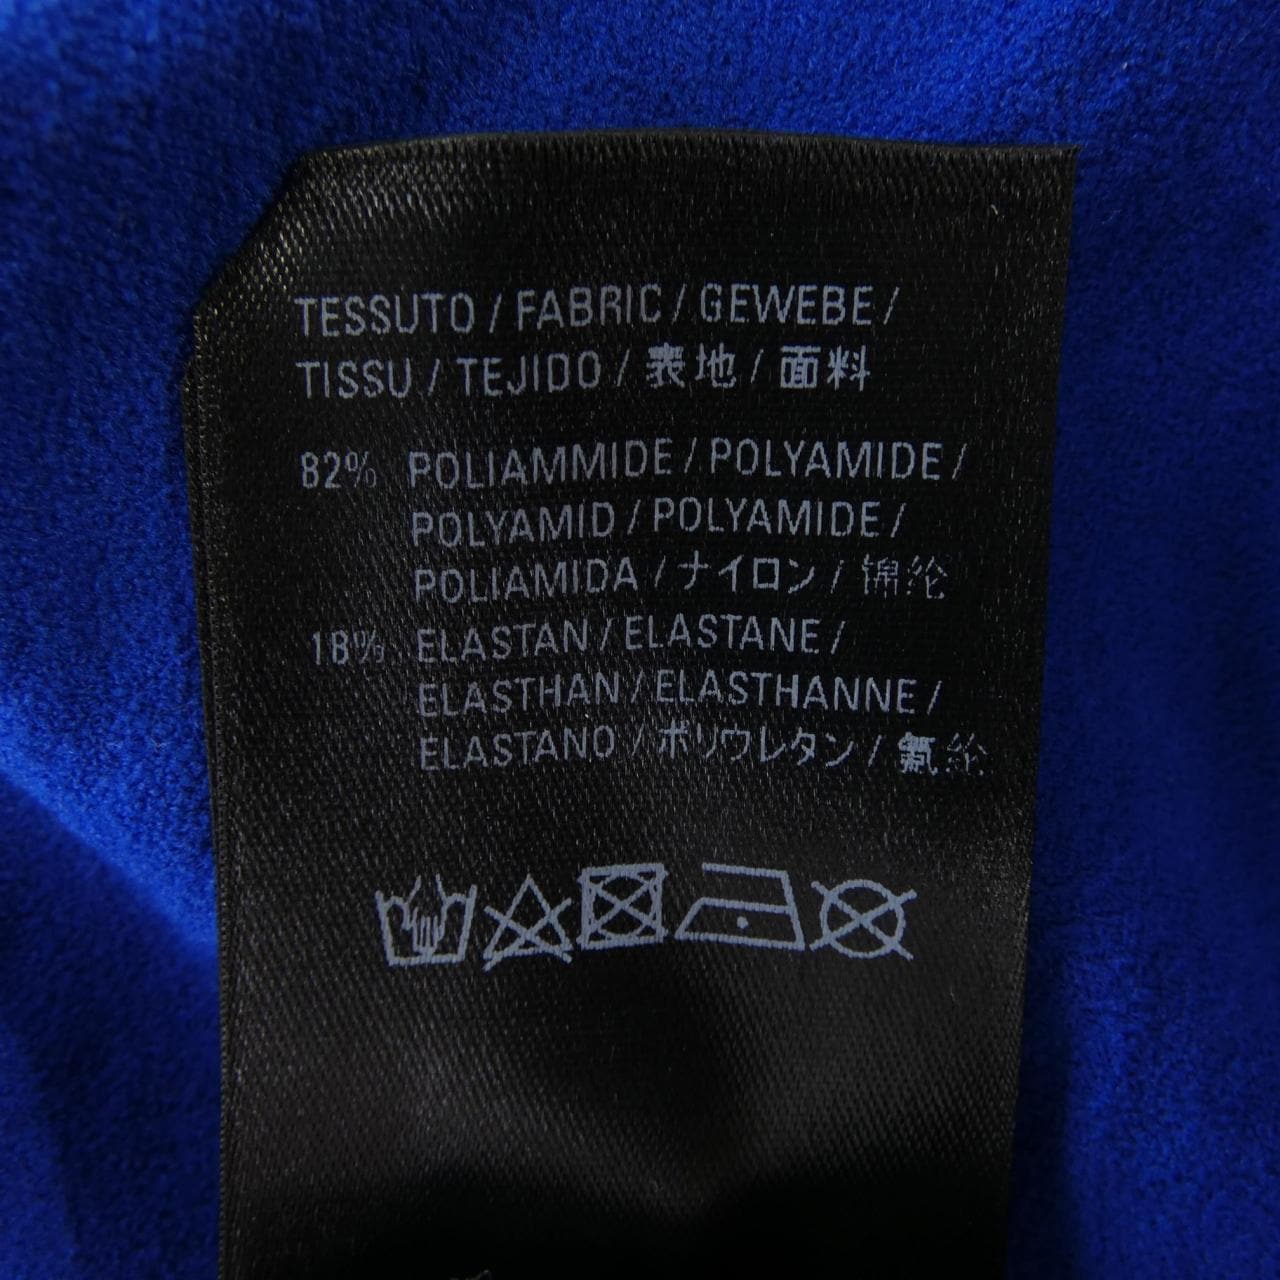 TESSUTO / FABRIC / GEWEBE /
TISSU / TEJIDO / 表地 / 面料
82% POLIAMMIDE / POLYAMIDE /
POLYAMID / POLYAMIDE /
POLIAMIDA / ナイロン / 锦纶
18% ELASTAN / ELASTANE /
ELASTHAN / ELASTHANNE /
ELASTANO / ポリウレタン / 氨纶